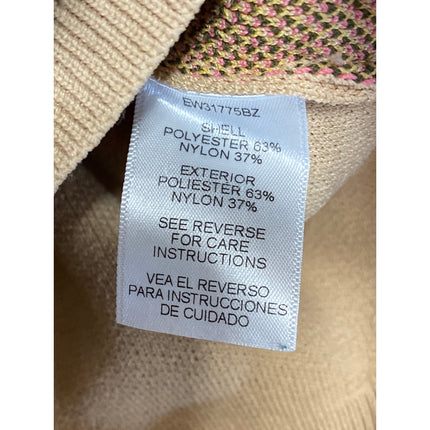 EW31775BZ
SHELL
POLYESTER 63%
NYLON 37%
EXTERIOR
POLIESTER 63%
NYLON 37%
SEE REVERSE
FOR CARE
INSTRUCTIONS
VEA EL REVERSO
PARA INSTRUCCIONES
DE CUIDADO